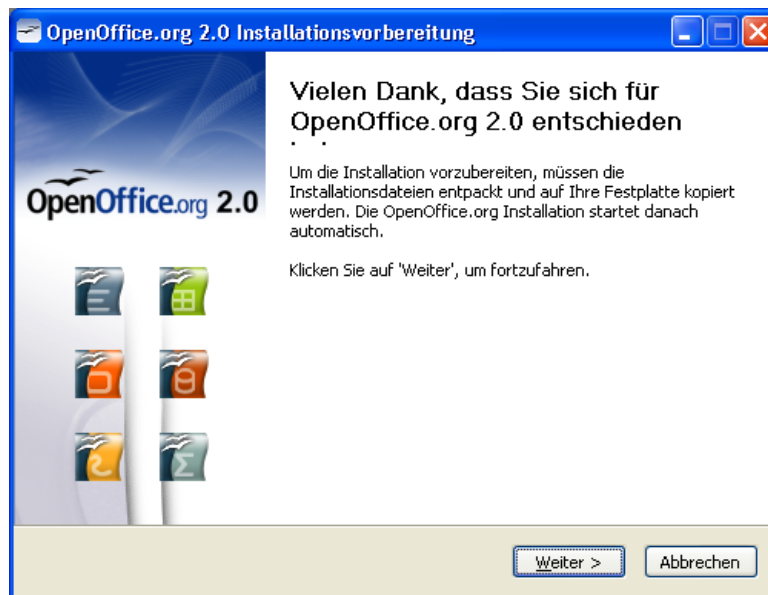 OpenOffice.org 2.0 Installationsvorbereitung
Vielen Dank, dass Sie sich für
OpenOffice.org 2.0 entschieden
Um die Installation vorzubereiten, müssen die
Installationsdateien entpackt und auf Ihre Festplatte kopiert
werden. Die OpenOffice.org Installation startet danach
automatisch.
Klicken Sie auf 'Weiter', um fortzufahren.
OpenOffice.org 2.0
Weiter >
Abbrechen